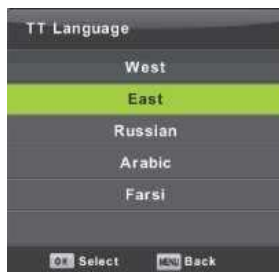 TT Language
West
East
Russian
Arabic
Farsi
OK Select MENU Back